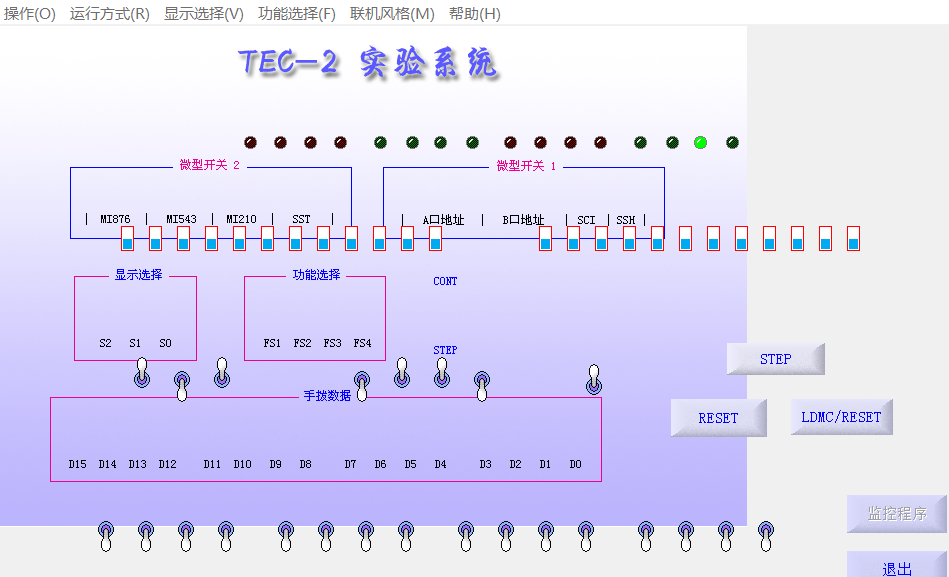 操作(O) 运行方式(R) 显示选择(V) 功能选择(F) 联机风格(M) 帮助(H)
TEC-2 实验系统
微型开关 2 微型开关 1
MI876 MI543 MI210 SST A口地址 B口地址 SCI SSH
显示选择 功能选择 CONT
S2 S1 S0 FS1 FS2 FS3 FS4 STEP
STEP
手拨数据
RESET LDMC/RESET
D15 D14 D13 D12 D11 D10 D9 D8 D7 D6 D5 D4 D3 D2 D1 D0
监控程序
退出